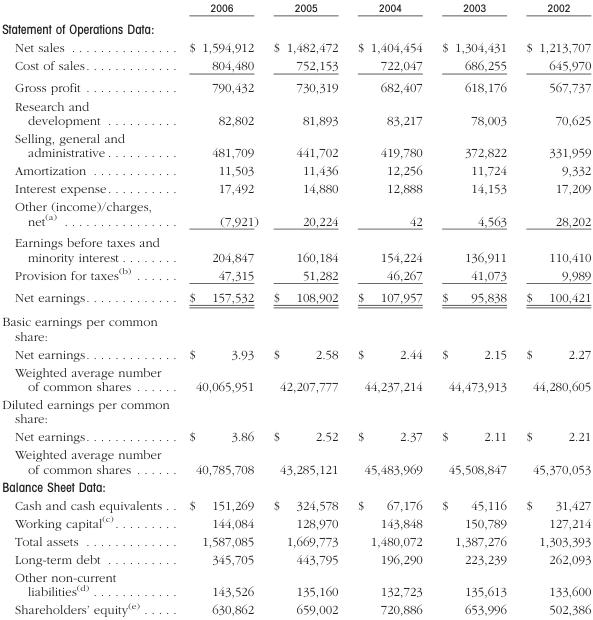 2006 2005 2004 2003 2002
Statement of Operations Data:
Net sales . . . . . . . . . . . . . . . $ 1,594,912 $ 1,482,472 $ 1,404,454 $ 1,304,431 $ 1,213,707
Cost of sales. . . . . . . . . . . . . 804,480 752,153 722,047 686,255 645,970
Gross profit . . . . . . . . . . . . . 790,432 730,319 682,407 618,176 567,737
Research and
development . . . . . . . . . . 82,802 81,893 83,217 78,003 70,625
Selling, general and
administrative . . . . . . . . . . 481,709 441,702 419,780 372,822 331,959
Amortization . . . . . . . . . . . . 11,503 11,436 12,256 11,724 9,332
Interest expense. . . . . . . . . . 17,492 14,880 12,888 14,153 17,209
Other (income)/charges,
net(a) . . . . . . . . . . . . . . . . (7,921) 20,224 42 4,563 28,202
Earnings before taxes and
minority interest . . . . . . . . 204,847 160,184 154,224 136,911 110,410
Provision for taxes(b) . . . . . . 47,315 51,282 46,267 41,073 9,989
Net earnings. . . . . . . . . . . . . $ 157,532 $ 108,902 $ 107,957 $ 95,838 $ 100,421
Basic earnings per common
share:
Net earnings. . . . . . . . . . . . . $ 3.93 $ 2.58 $ 2.44 $ 2.15 $ 2.27
Weighted average number
of common shares . . . . . . 40,065,951 42,207,777 44,237,214 44,473,913 44,280,605
Diluted earnings per common
share:
Net earnings. . . . . . . . . . . . . $ 3.86 $ 2.52 $ 2.37 $ 2.11 $ 2.21
Weighted average number
of common shares . . . . . . 40,785,708 43,285,121 45,483,969 45,508,847 45,370,053
Balance Sheet Data:
Cash and cash equivalents . . $ 151,269 $ 324,578 $ 67,176 $ 45,116 $ 31,427
Working capital(c) . . . . . . . . . 144,084 128,970 143,848 150,789 127,214
Total assets . . . . . . . . . . . . . 1,587,085 1,669,773 1,480,072 1,387,276 1,303,393
Long-term debt . . . . . . . . . . 345,705 443,795 196,290 223,239 262,093
Other non-current
liabilities(d) . . . . . . . . . . . . 143,526 135,160 132,723 135,613 133,600
Shareholders’ equity(e) . . . . . 630,862 659,002 720,886 653,996 502,386